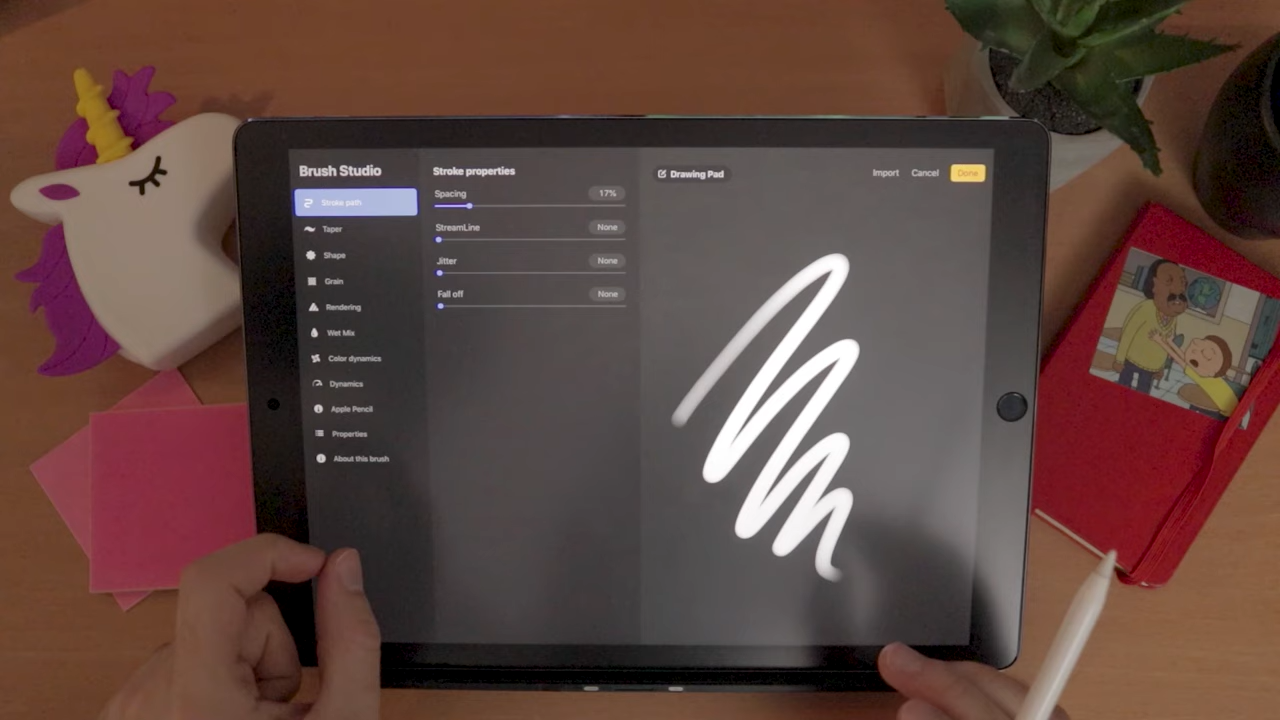 Brush Studio
Stroke path
Taper
Shape
Grain
Rendering
Wet Mix
Color dynamics
Dynamics
Apple Pencil
Properties
About this brush
Stroke properties
Spacing 17%
StreamLine None
Jitter None
Fall off None
Drawing Pad
Import Cancel Done